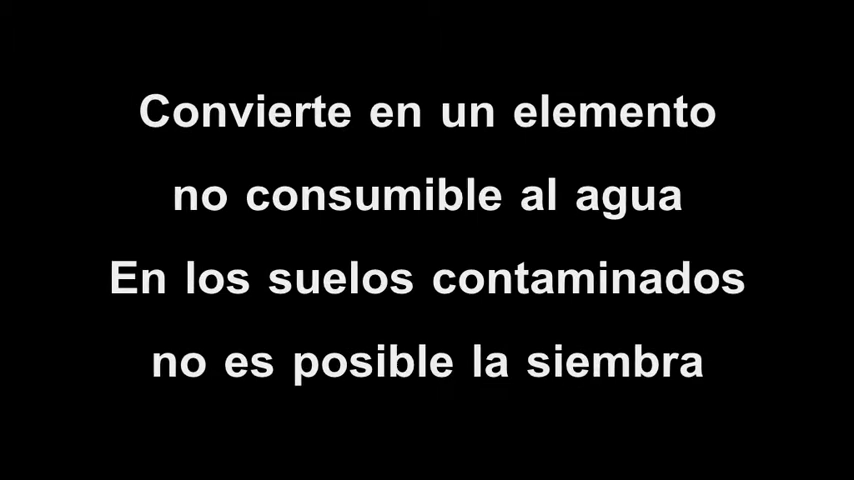 Convierte en un elemento
no consumible al agua
En los suelos contaminados
no es posible la siembra